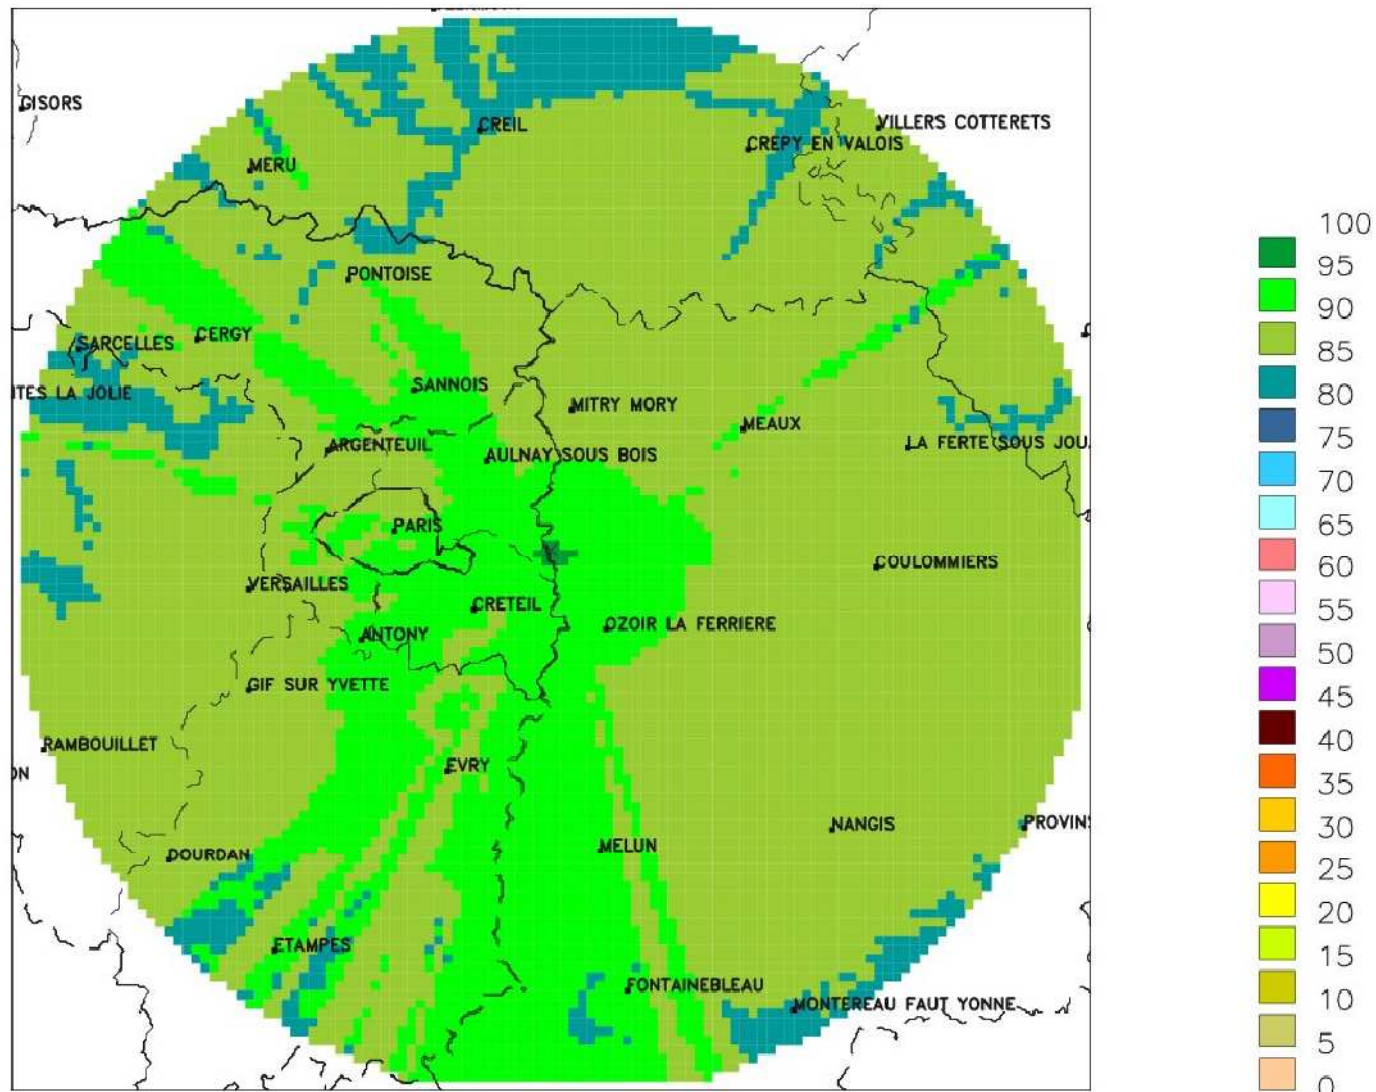 GISORS
CREIL
VILLERS COTTERETS
CREPY EN VALOIS
MERU
PONTOISE
CERGY
SARCELLES
SANNOIS
ITES LA JOLIE
MITRY MORY
MEAUX
ARGENTEUIL
LA FERTE SOUS JOU
AULNAY SOUS BOIS
PARIS
COULOMMIERS
VERSAILLES
CRETEIL
OZOIR LA FERRIERE
ANTONY
GIF SUR YVETTE
RAMBOUILLET
EVRY
ON
NANGIS
PROVINS
MELUN
DOURDAN
ETAMPES
FONTAINEBLEAU
MONTEREAU FAUT YONNE
100
95
90
85
80
75
70
65
60
55
50
45
40
35
30
25
20
15
10
5
0